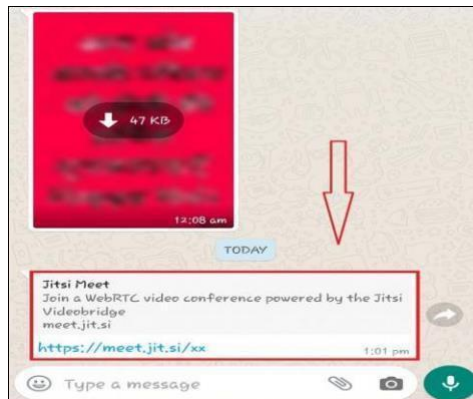 47 KB
12:08 am
TODAY
Jitsi Meet
Join a WebRTC video conference powered by the Jitsi
Videobridge
meet.jit.si
https://meet.jit.si/xx
1:01 pm
Type a message